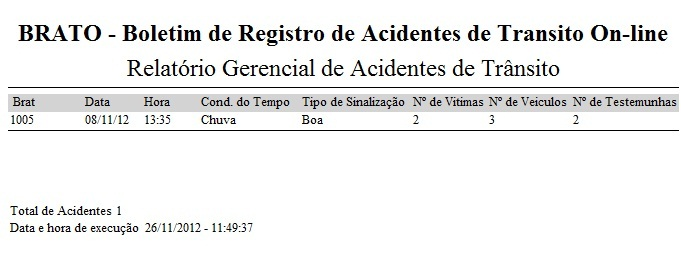 BRATO - Boletim de Registro de Acidentes de Transito On-line
Relatório Gerencial de Acidentes de Trânsito
Brat Data Hora Cond. do Tempo Tipo de Sinalização Nº de Vitimas Nº de Veiculos Nº de Testemunhas
1005 08/11/12 13:35 Chuva Boa 2 3 2
Total de Acidentes 1
Data e hora de execução 26/11/2012 - 11:49:37